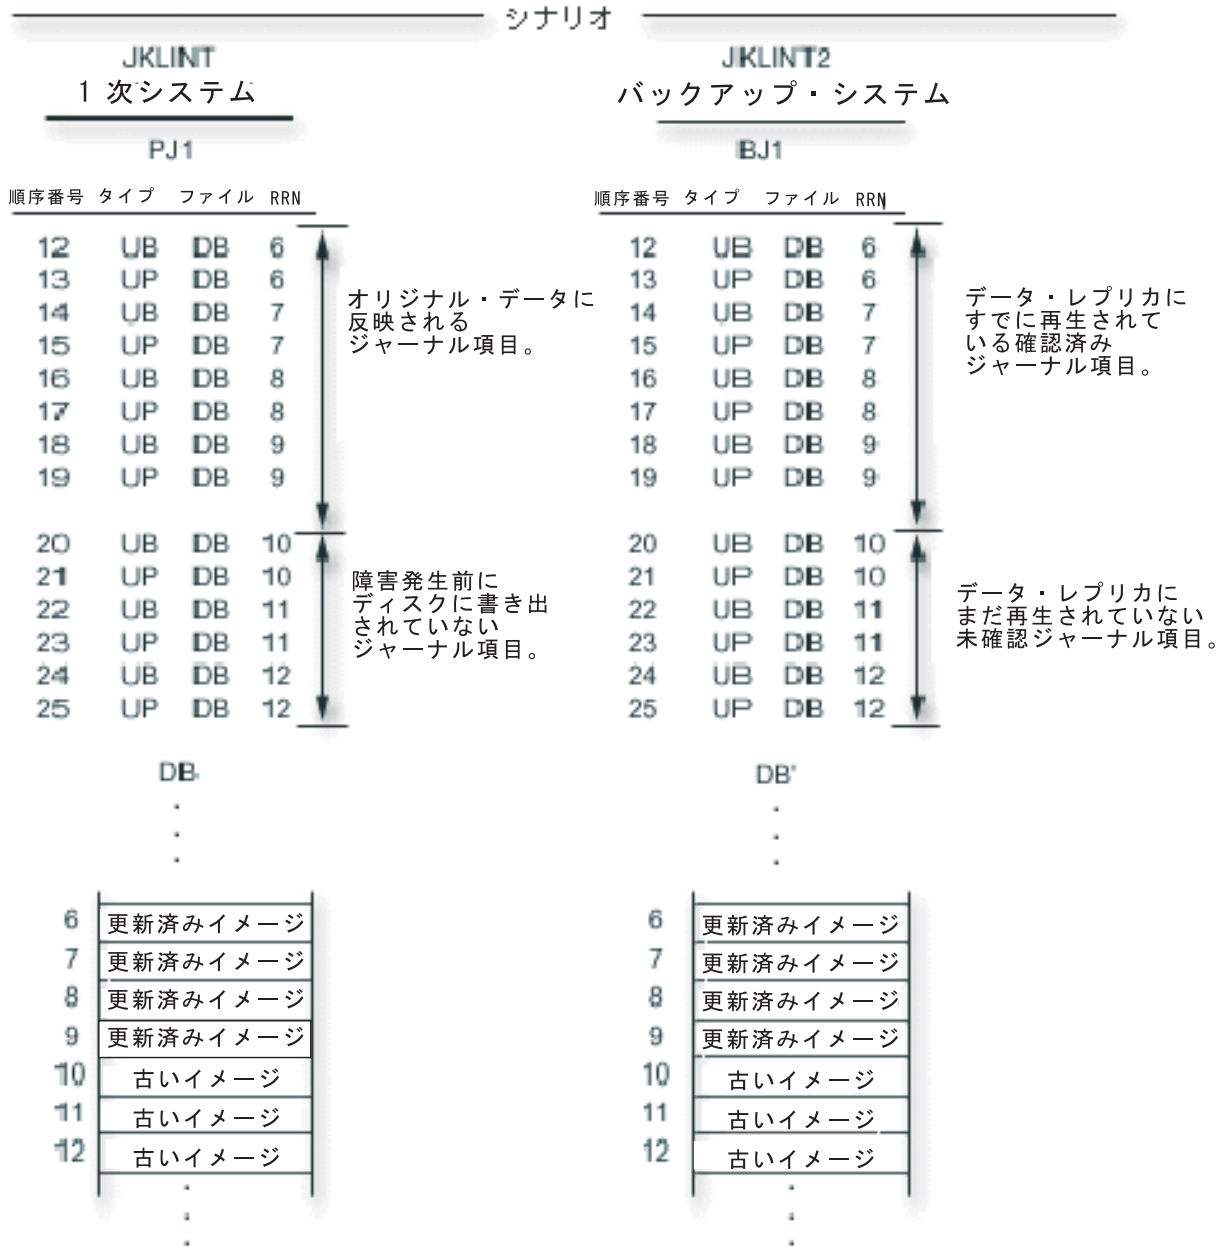 シナリオ
JKLINT
1 次システム
PJ1
順序番号 タイプ ファイル RRN
12 UB DB 6
13 UP DB 6
14 UB DB 7
15 UP DB 7
16 UB DB 8
17 UP DB 8
18 UB DB 9
19 UP DB 9
オリジナル・データに
反映される
ジャーナル項目。
20 UB DB 10
21 UP DB 10
22 UB DB 11
23 UP DB 11
24 UB DB 12
25 UP DB 12
障害発生前に
ディスクに書き出
されていない
ジャーナル項目。
DB
6 更新済みイメージ
7 更新済みイメージ
8 更新済みイメージ
9 更新済みイメージ
10 古いイメージ
11 古いイメージ
12 古いイメージ
JKLINT2
バックアップ・システム
BJ1
順序番号 タイプ ファイル RRN
12 UB DB 6
13 UP DB 6
14 UB DB 7
15 UP DB 7
16 UB DB 8
17 UP DB 8
18 UB DB 9
19 UP DB 9
データ・レプリカに
すでに再生されて
いる確認済み
ジャーナル項目。
20 UB DB 10
21 UP DB 10
22 UB DB 11
23 UP DB 11
24 UB DB 12
25 UP DB 12
データ・レプリカに
まだ再生されていない
未確認ジャーナル項目。
DB'
6 更新済みイメージ
7 更新済みイメージ
8 更新済みイメージ
9 更新済みイメージ
10 古いイメージ
11 古いイメージ
12 古いイメージ